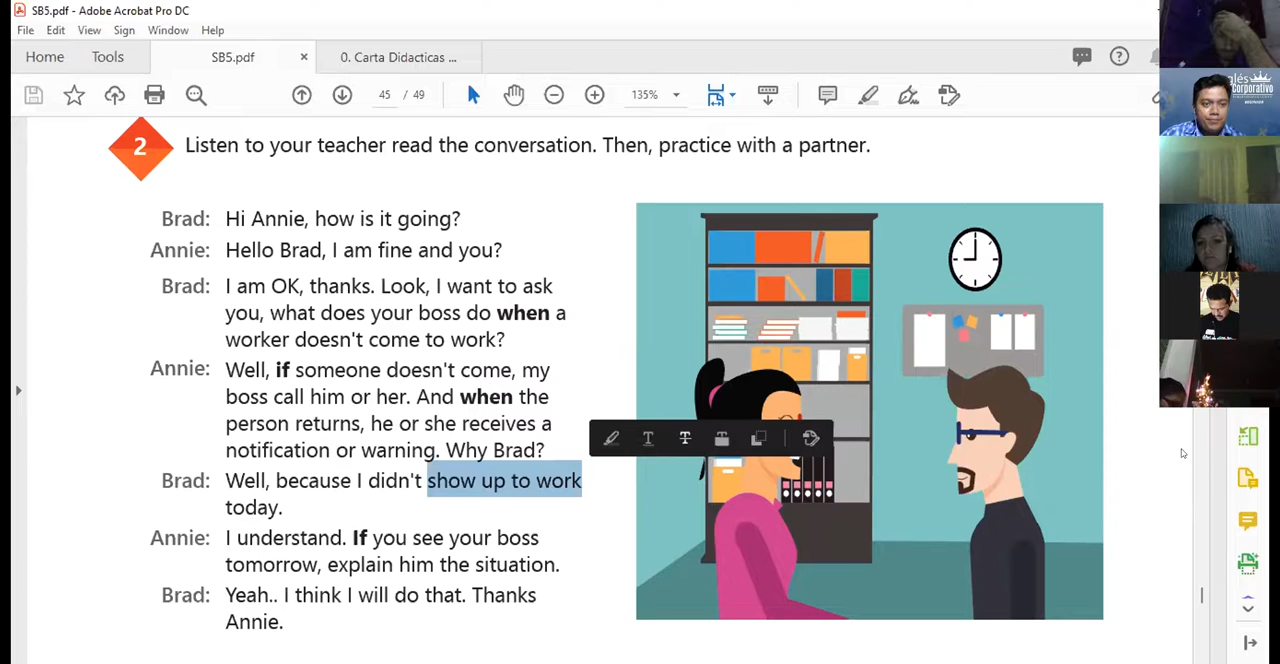 SB5.pdf - Adobe Acrobat Pro DC
File Edit View Sign Window Help
Home Tools SB5.pdf × 0. Carta Didacticas ...
45 / 49 135%
2 Listen to your teacher read the conversation. Then, practice with a partner.
Brad: Hi Annie, how is it going?
Annie: Hello Brad, I am fine and you?
Brad: I am OK, thanks. Look, I want to ask
you, what does your boss do when a
worker doesn't come to work?
Annie: Well, if someone doesn't come, my
boss call him or her. And when the
person returns, he or she receives a
notification or warning. Why Brad?
Brad: Well, because I didn't show up to work
today.
Annie: I understand. If you see your boss
tomorrow, explain him the situation.
Brad: Yeah.. I think I will do that. Thanks
Annie.
glés
Corporativo